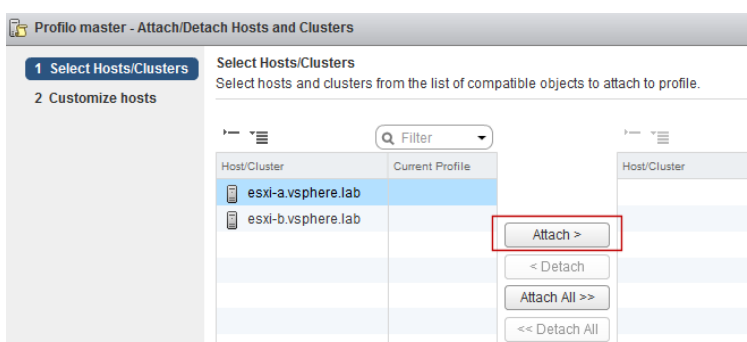 Profilo master - Attach/Detach Hosts and Clusters
1 Select Hosts/Clusters
2 Customize hosts
Select Hosts/Clusters
Select hosts and clusters from the list of compatible objects to attach to profile.
Filter
Host/Cluster Current Profile Host/Cluster
esxi-a.vsphere.lab
esxi-b.vsphere.lab
Attach >
< Detach
Attach All >>
<< Detach All